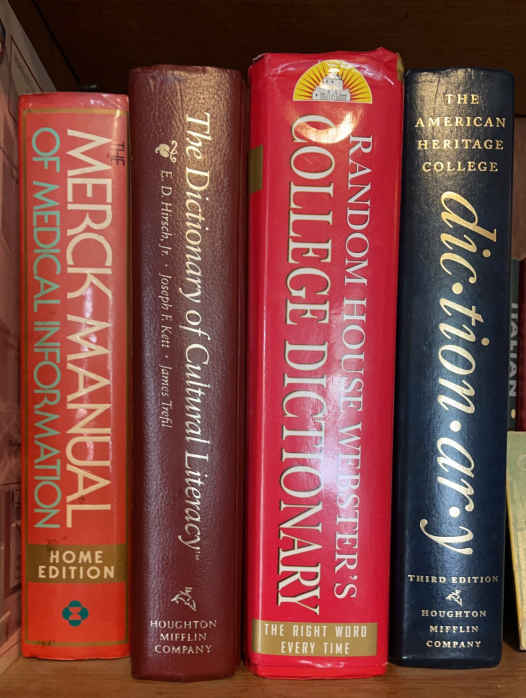 THE
MERCK MANUAL
OF MEDICAL INFORMATION
HOME
EDITION
The Dictionary of Cultural Literacy™
E. D. Hirsch, Jr. · Joseph F. Kett · James Trefil
HOUGHTON
MIFFLIN
COMPANY
RANDOM HOUSE WEBSTER'S
COLLEGE DICTIONARY
THE RIGHT WORD
EVERY TIME
THE
AMERICAN
HERITAGE
COLLEGE
dic·tion·ar·y
THIRD EDITION
HOUGHTON
MIFFLIN
COMPANY
ITALIAN